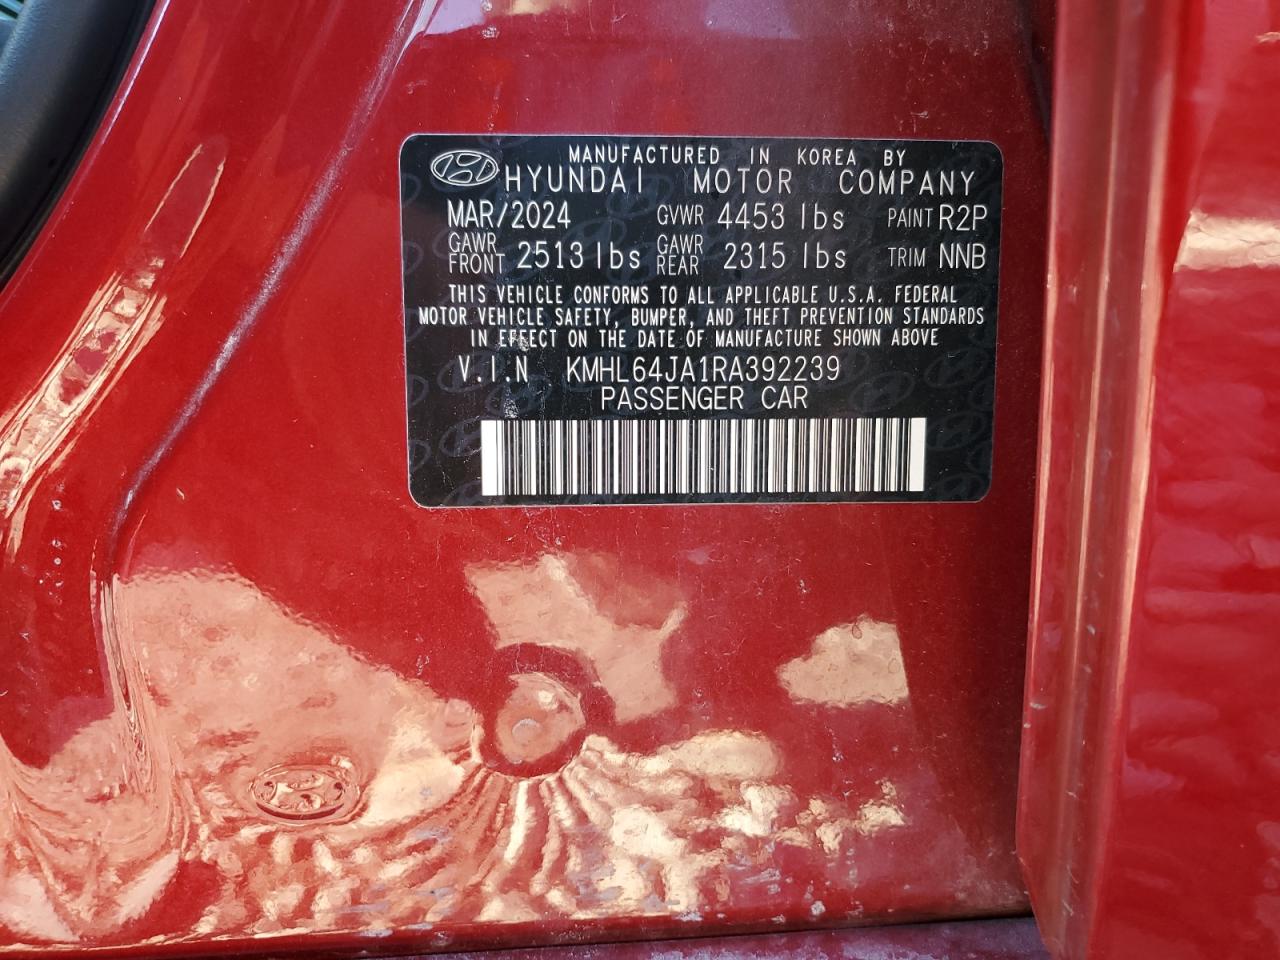 MANUFACTURED IN KOREA BY
HYUNDAI MOTOR COMPANY
MAR/2024 GVWR 4453 lbs PAINT R2P
GAWR FRONT 2513 lbs GAWR REAR 2315 lbs TRIM NNB
THIS VEHICLE CONFORMS TO ALL APPLICABLE U.S.A. FEDERAL
MOTOR VEHICLE SAFETY, BUMPER, AND THEFT PREVENTION STANDARDS
IN EFFECT ON THE DATE OF MANUFACTURE SHOWN ABOVE
V.I.N KMHL64JA1RA392239
PASSENGER CAR